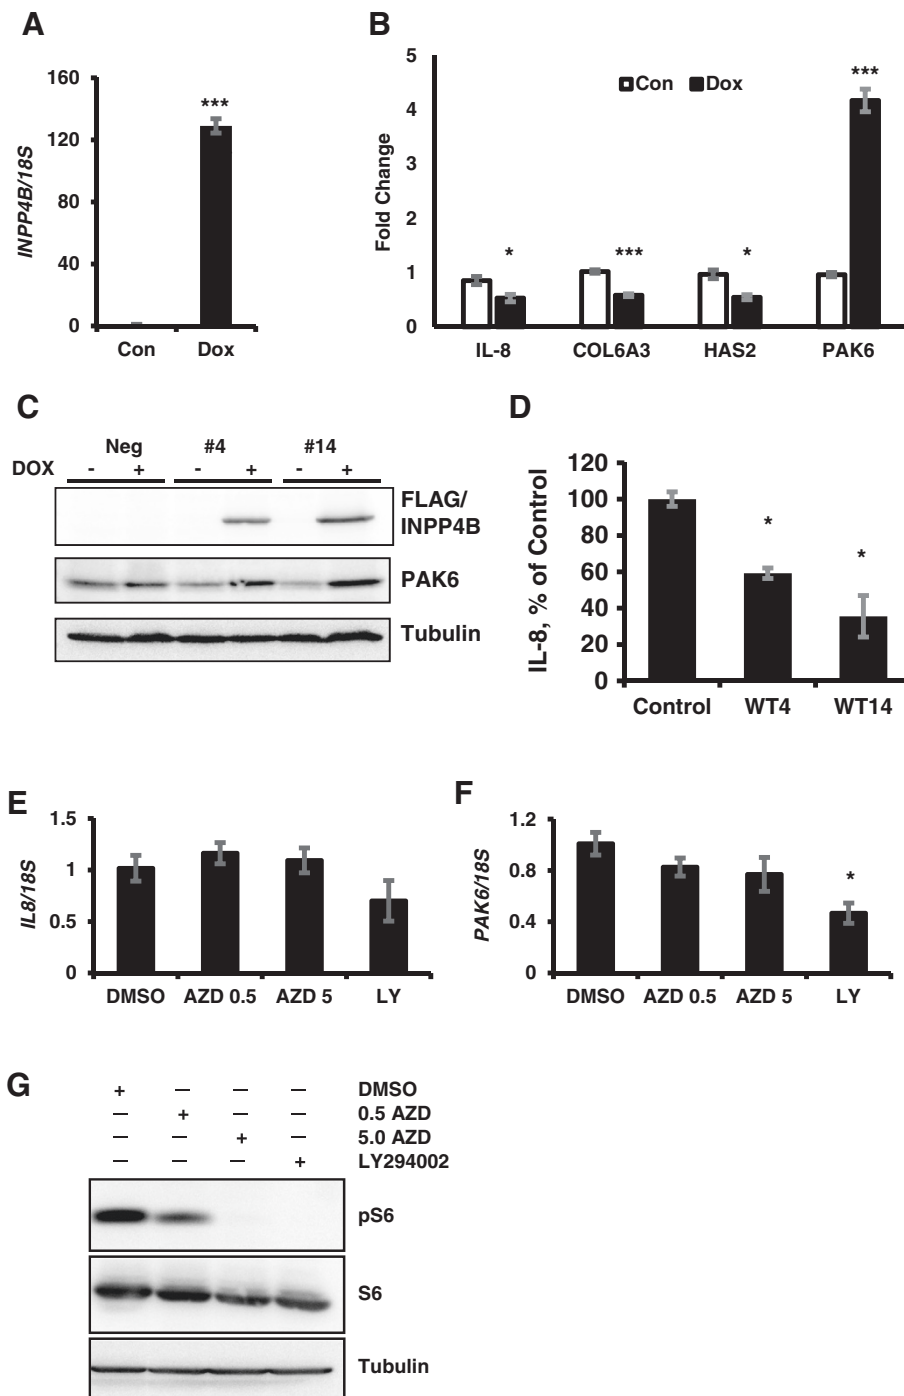 A
160
120
80
40
0
INPP4B/18S
***
Con Dox
B
5
4
3
2
1
0
Fold Change
Con Dox
* *** * ***
IL-8 COL6A3 HAS2 PAK6
C
Neg #4 #14
DOX - + - + - +
FLAG/
INPP4B
PAK6
Tubulin
D
120
100
80
60
40
20
0
IL-8, % of Control
* *
Control WT4 WT14
E
1.5
1
0.5
0
IL8/18S
DMSO AZD 0.5 AZD 5 LY
F
1.2
0.8
0.4
0
PAK6/18S
*
DMSO AZD 0.5 AZD 5 LY
G
+ — — — DMSO
— + — — 0.5 AZD
— — + — 5.0 AZD
— — — + LY294002
pS6
S6
Tubulin